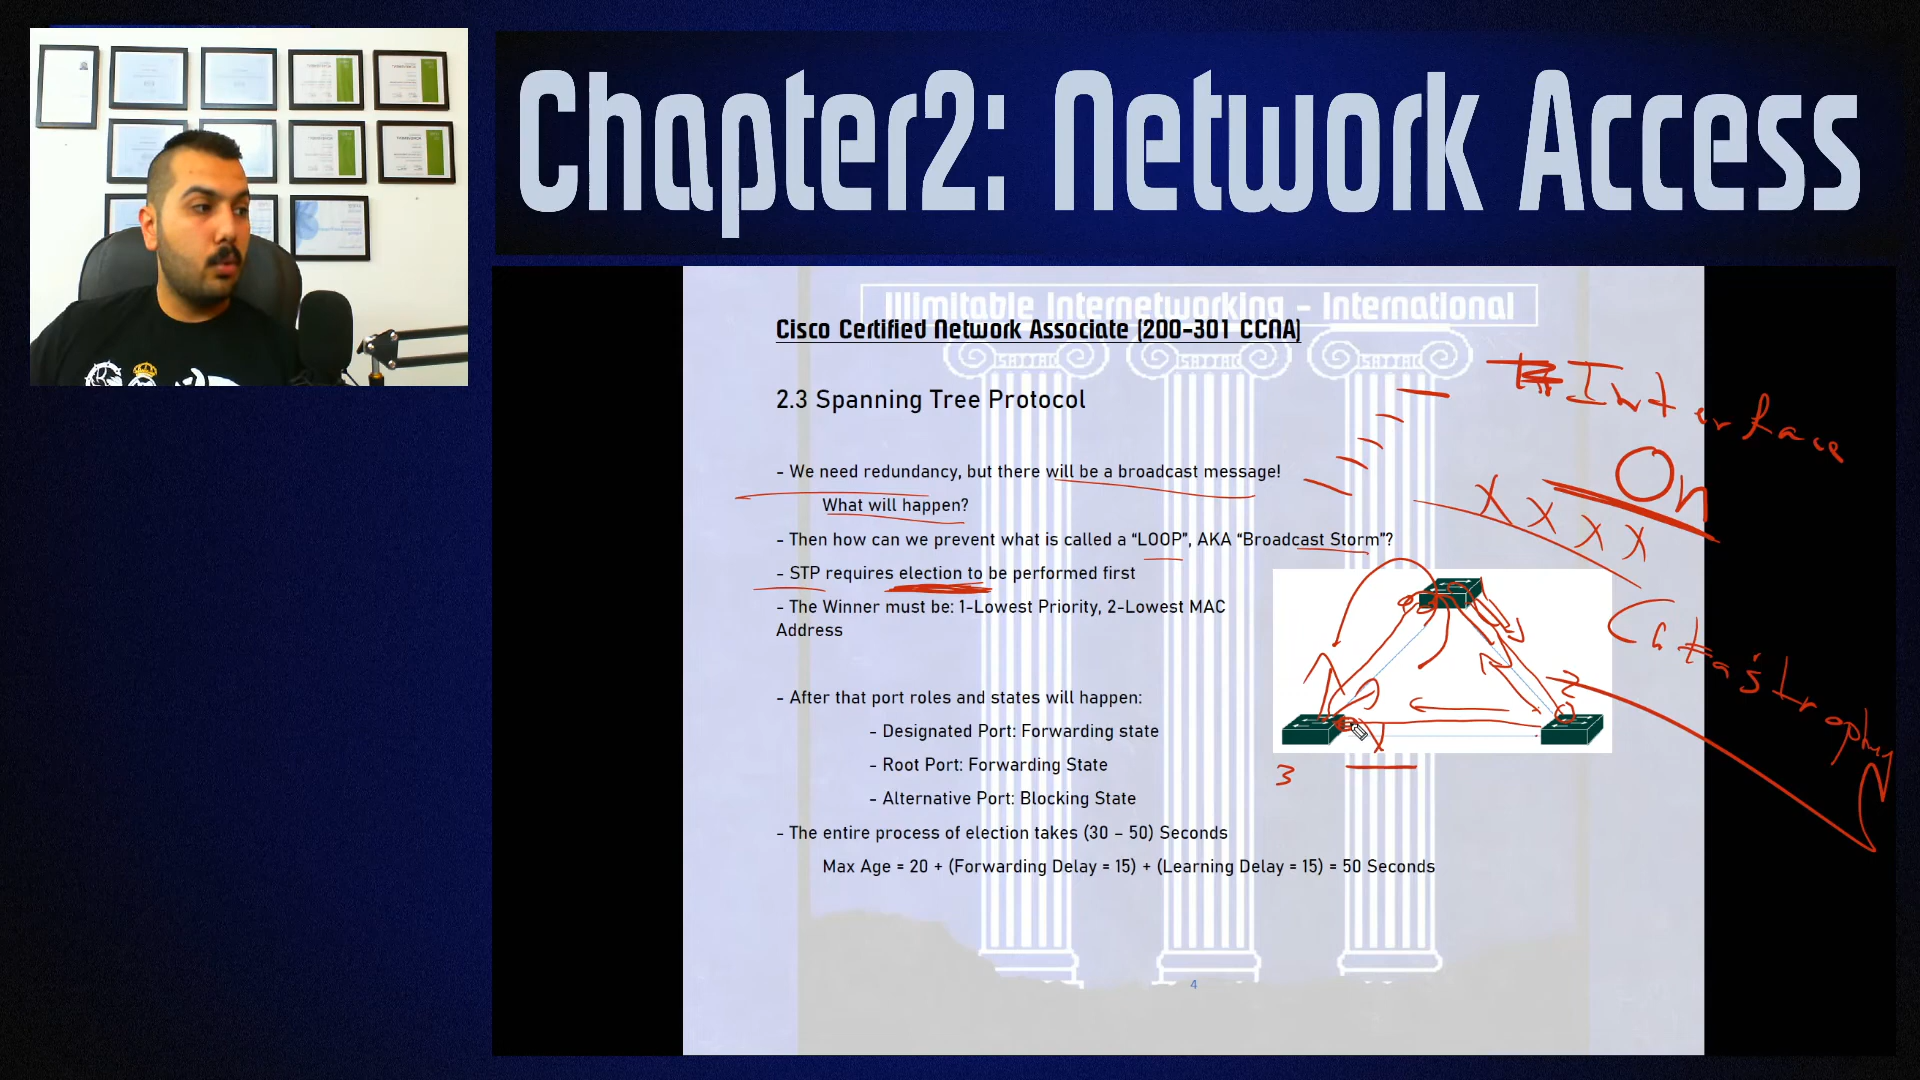 Chapter2: Network Access
Illimitable Internetworking - International
Cisco Certified Network Associate (200-301 CCNA)
2.3 Spanning Tree Protocol
- We need redundancy, but there will be a broadcast message!
What will happen?
- Then how can we prevent what is called a “LOOP”, AKA “Broadcast Storm”?
- STP requires election to be performed first
- The Winner must be: 1-Lowest Priority, 2-Lowest MAC
Address
- After that port roles and states will happen:
- Designated Port: Forwarding state
- Root Port: Forwarding State
- Alternative Port: Blocking State
- The entire process of election takes (30 – 50) Seconds
Max Age = 20 + (Forwarding Delay = 15) + (Learning Delay = 15) = 50 Seconds
4
Interface
On
X X X X
Catastrophy
2
3